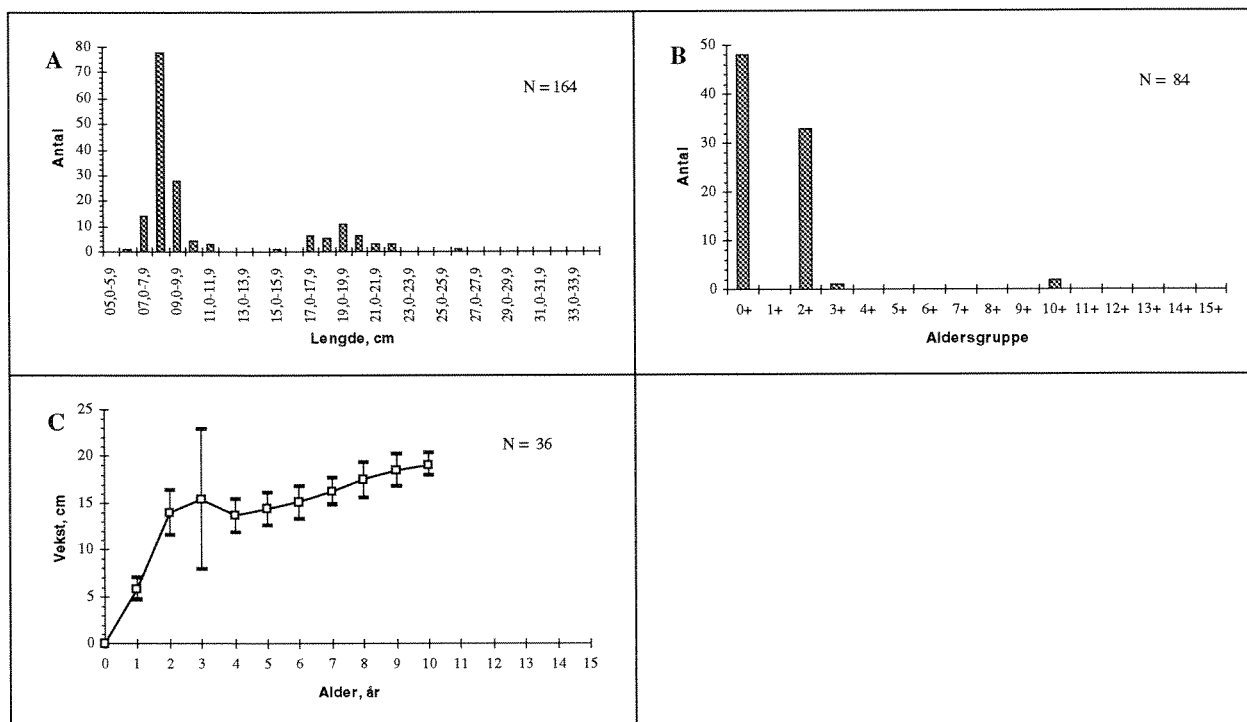 A
N = 164
Antal
80
70
60
50
40
30
20
10
0
05,0-5,9
07,0-7,9
09,0-9,9
11,0-11,9
13,0-13,9
15,0-15,9
17,0-17,9
19,0-19,9
21,0-21,9
23,0-23,9
25,0-25,9
27,0-27,9
29,0-29,9
31,0-31,9
33,0-33,9
Lengde, cm
B
N = 84
Antal
50
40
30
20
10
0
0+ 1+ 2+ 3+ 4+ 5+ 6+ 7+ 8+ 9+ 10+ 11+ 12+ 13+ 14+ 15+
Aldersgruppe
C
N = 36
Vekst, cm
25
20
15
10
5
0
0 1 2 3 4 5 6 7 8 9 10 11 12 13 14 15
Alder, år